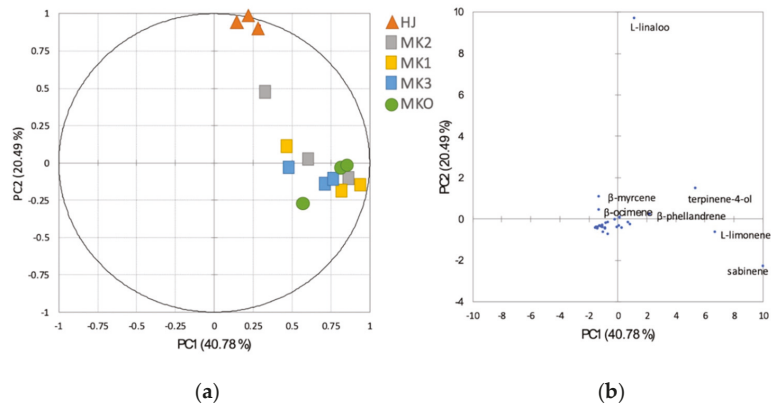 1
0.75
0.5
0.25
0
-0.25
-0.5
-0.75
-1
-1 -0.75 -0.5 -0.25 0 0.25 0.5 0.75 1
PC2 (20.49 %)
PC1 (40.78 %)
HJ
MK2
MK1
MK3
MKO
(a)
10
8
6
4
2
0
-2
-4
-10 -8 -6 -4 -2 0 2 4 6 8 10
PC2 (20.49 %)
PC1 (40.78 %)
L-linaloo
β-myrcene
terpinene-4-ol
β-ocimene
β-phellandrene
L-limonene
sabinene
(b)